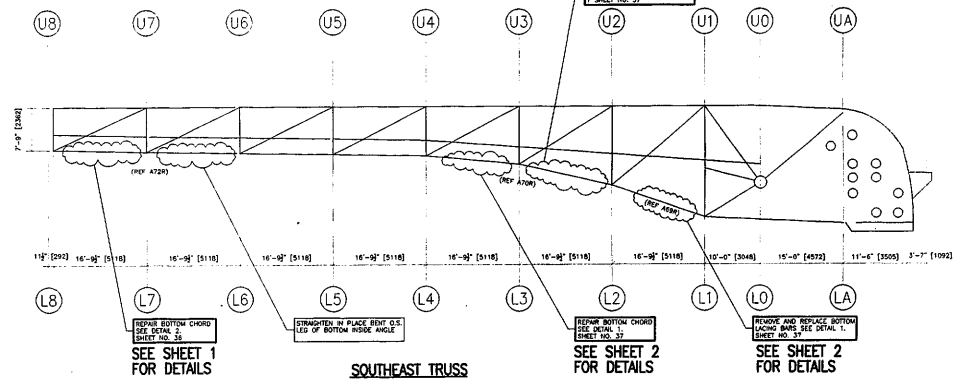 SHEET NO. 37
U8 U7 U6 U5 U4 U3 U2 U1 U0 UA
7'-9" [2362]
(REF A72R)
(REF A70R)
(REF A69R)
11½" [292] 16'-9½" [5118] 16'-9½" [5118] 16'-9½" [5118] 16'-9½" [5118] 16'-9½" [5118] 16'-9½" [5118] 16'-9½" [5118] 10'-0" [3048] 15'-0" [4572] 11'-6" [3505] 3'-7" [1092]
L8 L7 L6 L5 L4 L3 L2 L1 L0 LA
REPAIR BOTTOM CHORD
SEE DETAIL 2.
SHEET NO. 38
SEE SHEET 1
FOR DETAILS
STRAIGHTEN IN PLACE BENT O.S.
LEG OF BOTTOM INSIDE ANGLE
REPAIR BOTTOM CHORD
SEE DETAIL 1.
SHEET NO. 37
SEE SHEET 2
FOR DETAILS
REMOVE AND REPLACE BOTTOM
LACING BARS SEE DETAIL 1.
SHEET NO. 37
SEE SHEET 2
FOR DETAILS
SOUTHEAST TRUSS